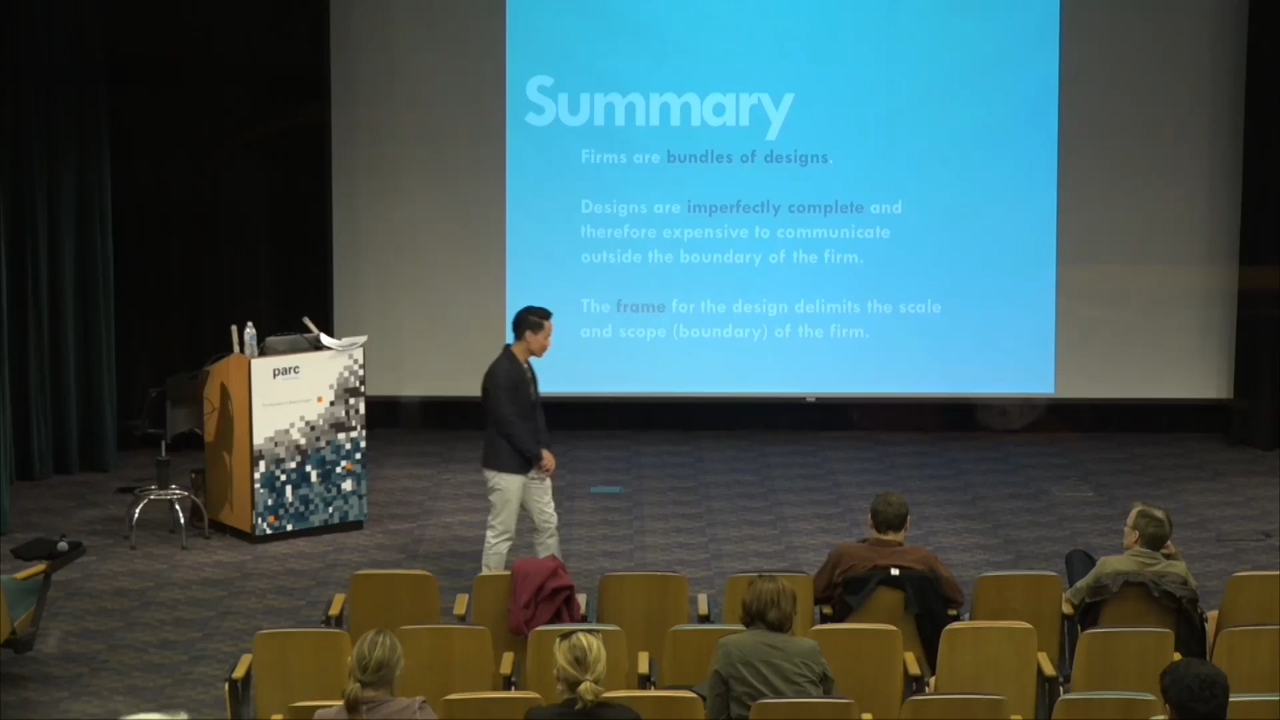 Summary
Firms are bundles of designs.
Designs are imperfectly complete and
therefore expensive to communicate
outside the boundary of the firm.
The frame for the design delimits the scale
and scope (boundary) of the firm.
parc